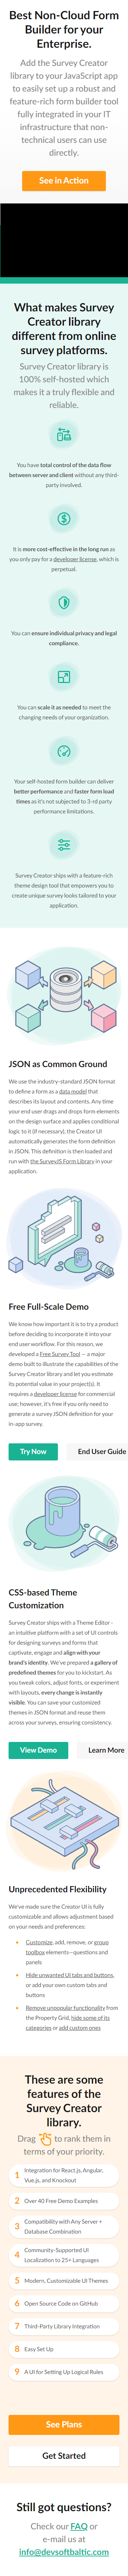 Best Non-Cloud Form
Builder for your
Enterprise.
Add the Survey Creator
library to your JavaScript app
to easily set up a robust and
feature-rich form builder tool
fully integrated in your IT
infrastructure that non-
technical users can use
directly.
See in Action
What makes Survey
Creator library
different from online
survey platforms.
Survey Creator library is
100% self-hosted which
makes it a truly flexible and
reliable.
You have total control of the data flow
between server and client without any third-
party involved.
It is more cost-effective in the long run as
you only pay for a developer license, which is
perpetual.
You can ensure individual privacy and legal
compliance.
You can scale it as needed to meet the
changing needs of your organization.
Your self-hosted form builder can deliver
better performance and faster form load
times as it's not subjected to 3-rd party
performance limitations.
Survey Creator ships with a feature-rich
theme design tool that empowers you to
create unique survey tools tailored to your
application.
JSON as Common Ground
We use the industry-standard JSON format
to define a form as a data model that
describes its layout and contents. Any time
your end user drags and drops form elements
on the design surface and applies conditional
logic to it (if necessary), the Creator UI
automatically generates the form definition
in JSON. This definition is then loaded and
run with the SurveyJS Form Library in your
application.
Free Full-Scale Demo
We know how important it is to try a product
before deciding to incorporate it into your
end user workflow. For this reason, we
developed a Free Survey Tool – a major
demo built to illustrate the capabilities of the
Survey Creator library and let you estimate
its potential value in your project(s). It
requires a developer license for commercial
use; however, it's free if you only need to
generate a survey JSON definition for your
in-app survey.
Try Now
End User Guide
CSS-based Theme
Customization
Survey Creator ships with a Theme Editor -
an intuitive platform with a set of UI controls
for designing surveys and forms that
captivate, engage and align with your
brand's identity. We've prepared a gallery of
predefined themes for you to kickstart. As
you tweak colors, adjust fonts, or experiment
with layouts, every change is instantly
visible. You can save your customized
themes in JSON format and reuse them
across your surveys, ensuring consistency.
View Demo
Learn More
Unprecedented Flexibility
We've made sure the Creator UI is fully
customizable and allows adjustment based
on your needs and preferences:
Customize, add, remove, or group
toolbox elements—questions and
panels
Hide unwanted UI tabs and buttons,
or add your own custom tabs and
buttons
Remove unpopular functionality from
the Property Grid, hide some of its
categories or add custom ones
These are some
features of the
Survey Creator
library.
Drag to rank them in
terms of your priority.
1 Integration for React.js, Angular,
Vue.js, and Knockout
2 Over 40 Free Demo Examples
3 Compatibility with Any Server +
Database Combination
4 Community-Supported UI
Localization to 25+ Languages
5 Modern, Customizable UI Themes
6 Open Source Code on GitHub
7 Third-Party Library Integration
8 Easy Set Up
9 A UI for Setting Up Logical Rules
See Plans
Get Started
Still got questions?
Check our FAQ or
e-mail us at
info@devsoftbaltic.com